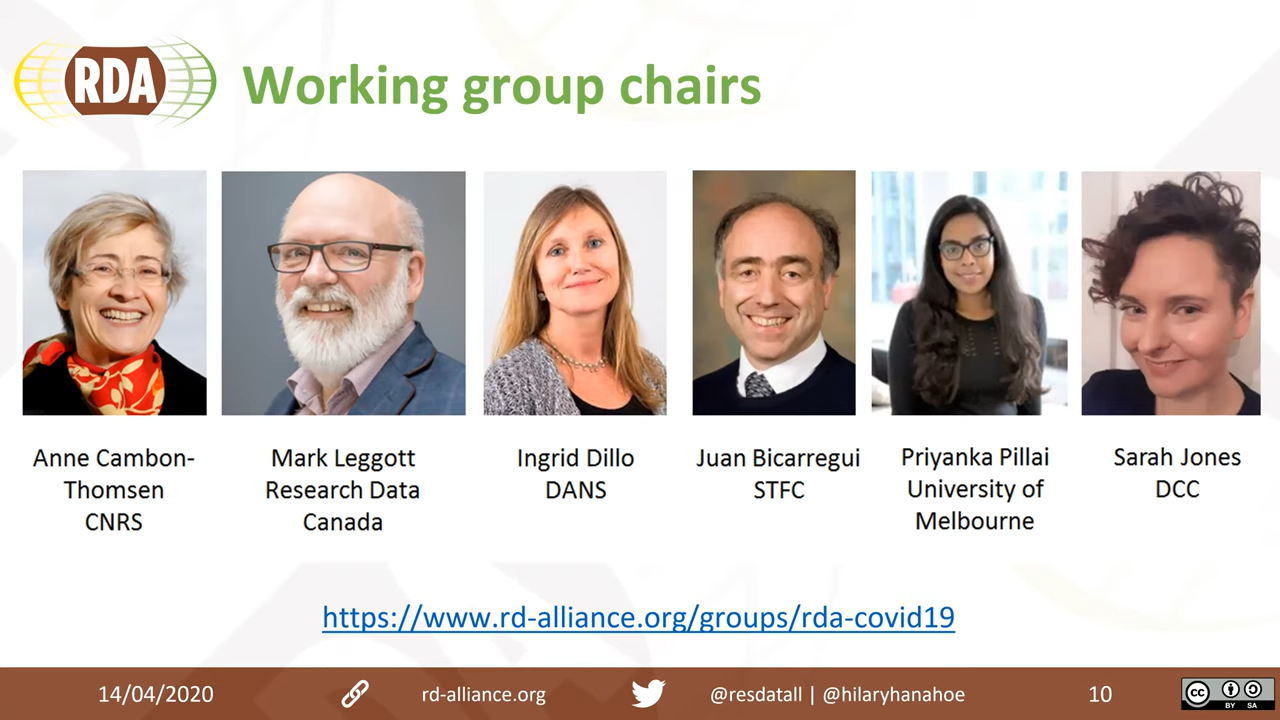 RDA
Working group chairs
Anne Cambon-
Thomsen
CNRS
Mark Leggott
Research Data
Canada
Ingrid Dillo
DANS
Juan Bicarregui
STFC
Priyanka Pillai
University of
Melbourne
Sarah Jones
DCC
https://www.rd-alliance.org/groups/rda-covid19
14/04/2020
rd-alliance.org
@resdatall | @hilaryhanahoe
10
cc
BY SA